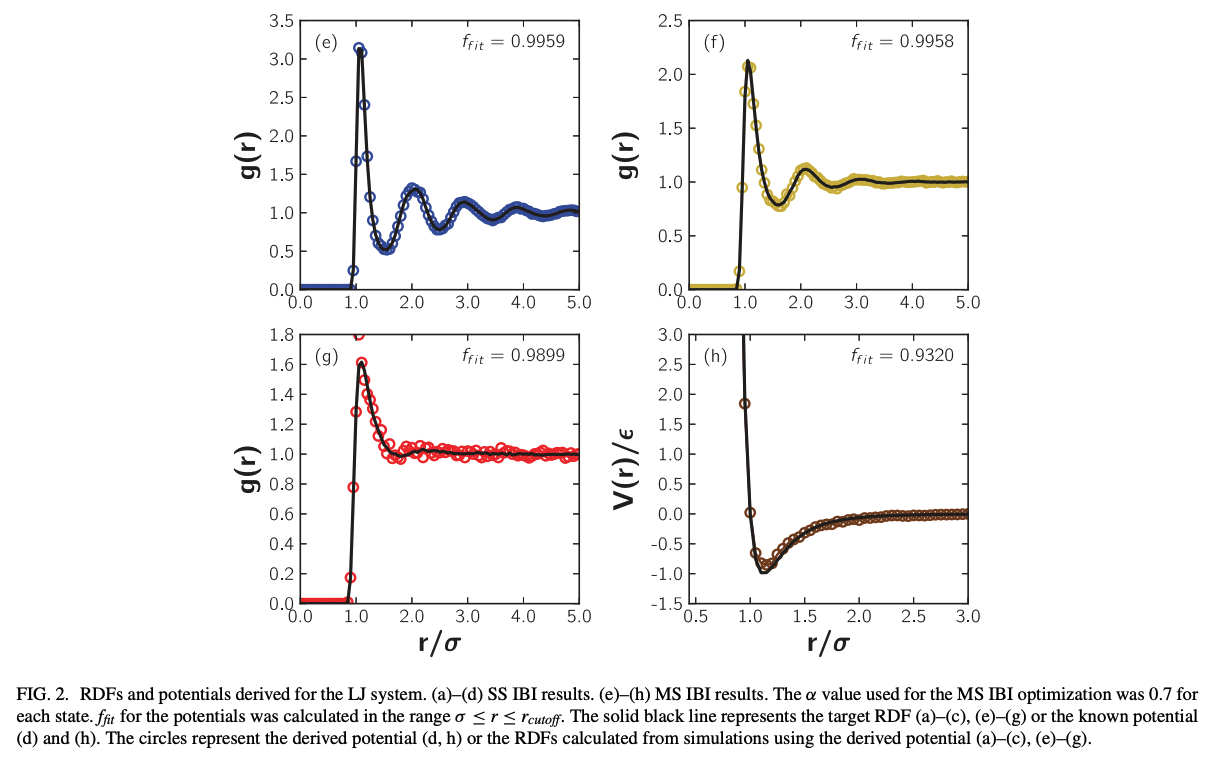 (e) f_fit = 0.9959
3.5
3.0
2.5
2.0
1.5
1.0
0.5
0.0
g(r)
0.0 1.0 2.0 3.0 4.0 5.0
(f) f_fit = 0.9958
2.5
2.0
1.5
1.0
0.5
0.0
g(r)
0.0 1.0 2.0 3.0 4.0 5.0
(g) f_fit = 0.9899
1.8
1.6
1.4
1.2
1.0
0.8
0.6
0.4
0.2
0.0
g(r)
0.0 1.0 2.0 3.0 4.0 5.0
r/σ
(h) f_fit = 0.9320
3.0
2.5
2.0
1.5
1.0
0.5
0.0
-0.5
-1.0
-1.5
V(r)/ϵ
0.5 1.0 1.5 2.0 2.5 3.0
r/σ
FIG. 2. RDFs and potentials derived for the LJ system. (a)–(d) SS IBI results. (e)–(h) MS IBI results. The α value used for the MS IBI optimization was 0.7 for
each state. f_fit for the potentials was calculated in the range σ ≤ r ≤ r_cutoff. The solid black line represents the target RDF (a)–(c), (e)–(g) or the known potential
(d) and (h). The circles represent the derived potential (d, h) or the RDFs calculated from simulations using the derived potential (a)–(c), (e)–(g).